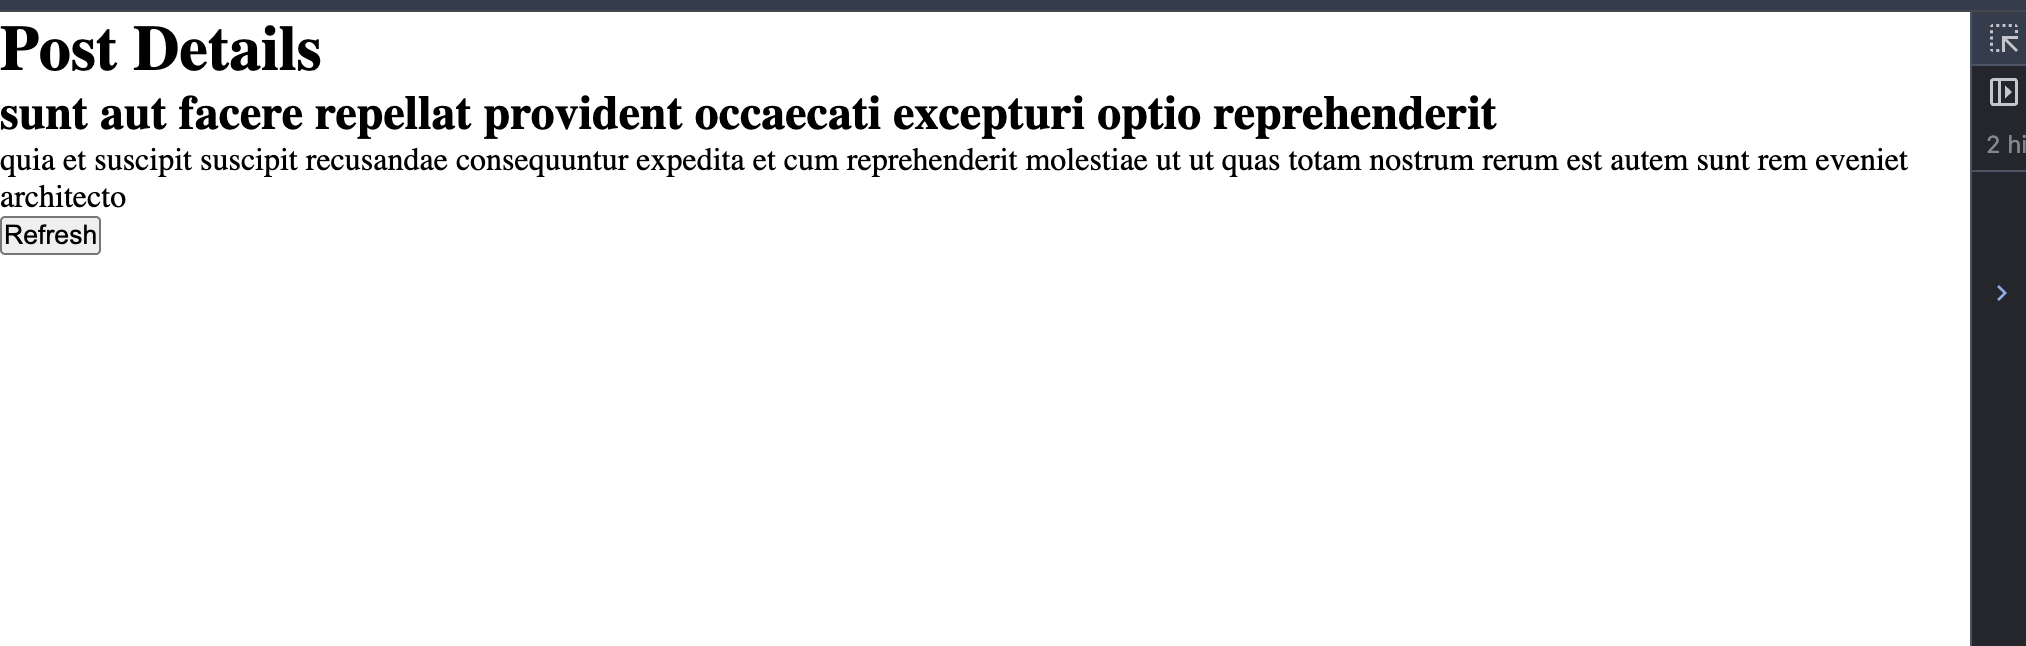 Post Details
sunt aut facere repellat provident occaecati excepturi optio reprehenderit
quia et suscipit suscipit recusandae consequuntur expedita et cum reprehenderit molestiae ut ut quas totam nostrum rerum est autem sunt rem eveniet
architecto
Refresh
2 hi